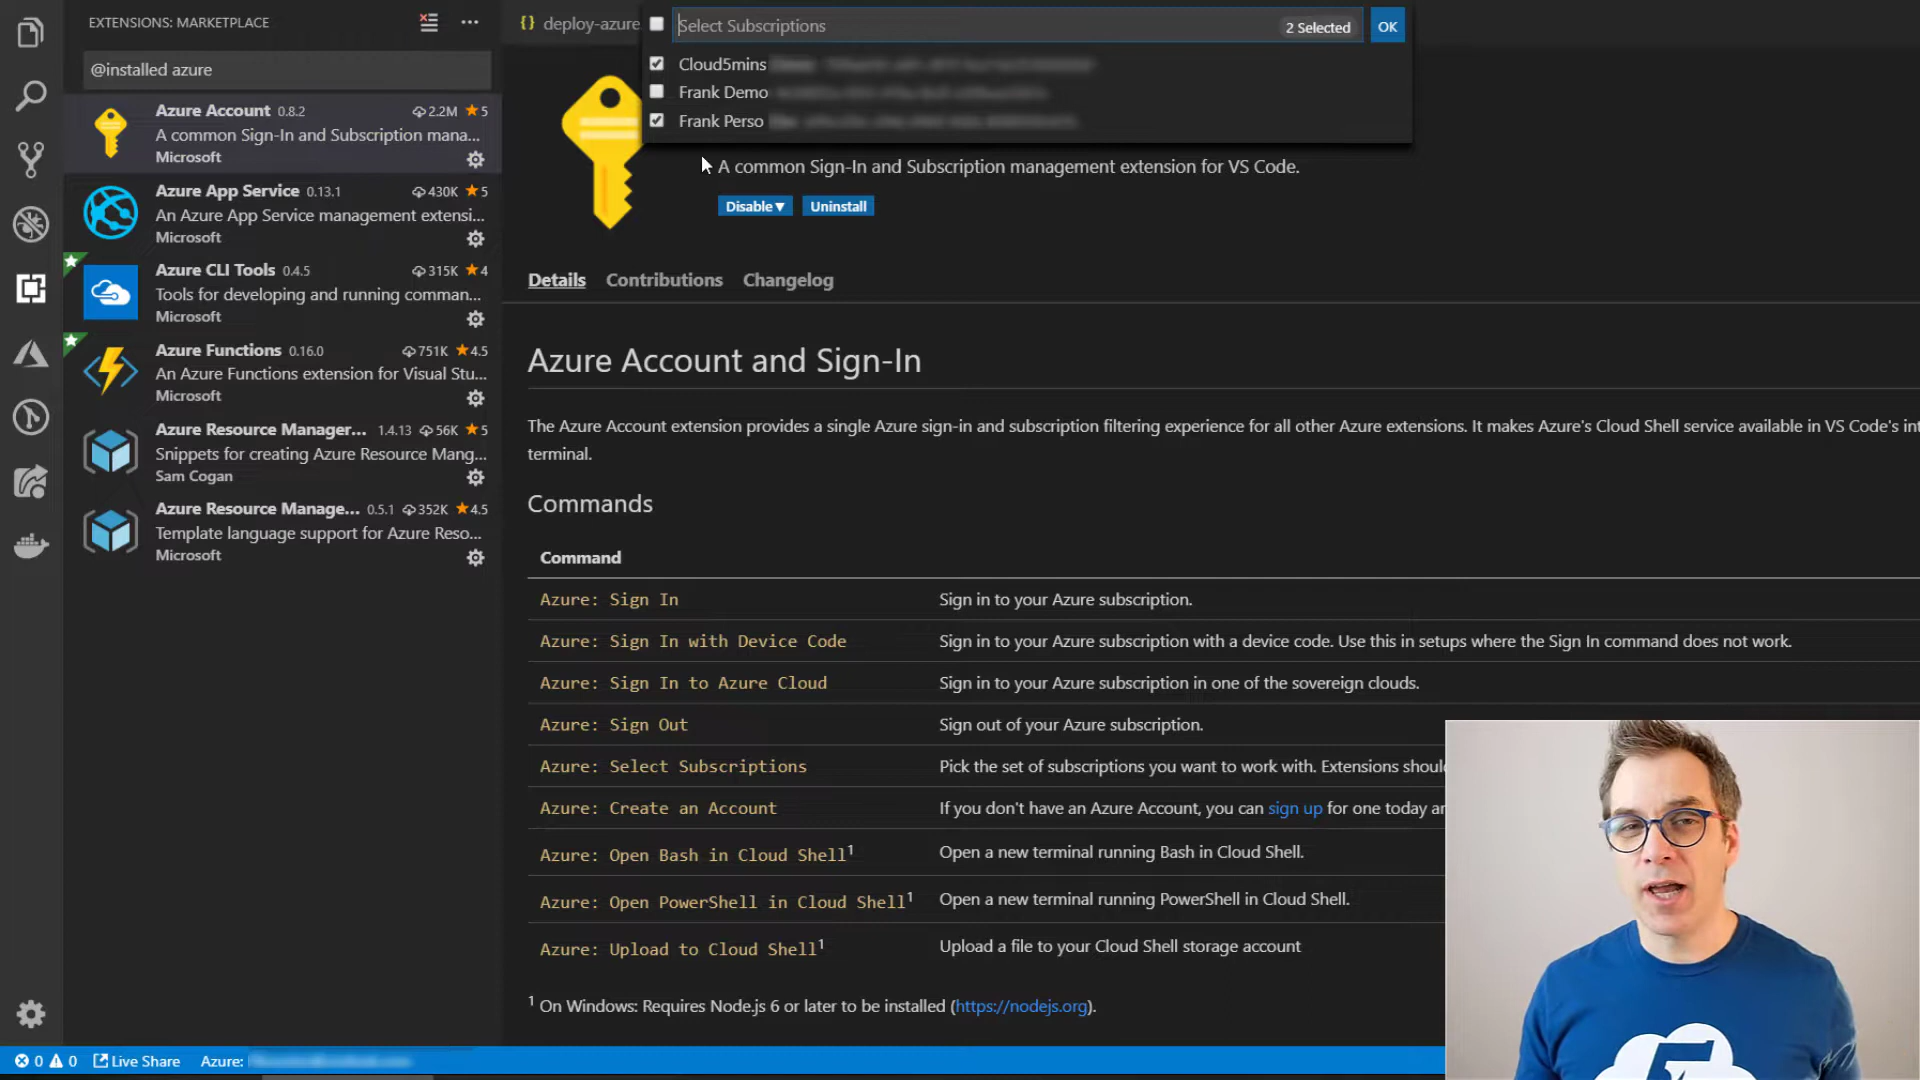 EXTENSIONS: MARKETPLACE
@installed azure
Azure Account 0.8.2 2.2M 5
A common Sign-In and Subscription mana...
Microsoft
Azure App Service 0.13.1 430K 5
An Azure App Service management extensi...
Microsoft
Azure CLI Tools 0.4.5 315K 4
Tools for developing and running comman...
Microsoft
Azure Functions 0.16.0 751K 4.5
An Azure Functions extension for Visual Stu...
Microsoft
Azure Resource Manager... 1.4.13 56K 5
Snippets for creating Azure Resource Mang...
Sam Cogan
Azure Resource Manage... 0.5.1 352K 4.5
Template language support for Azure Reso...
Microsoft
{} deploy-azure
Select Subscriptions 2 Selected OK
Cloud5mins
Frank Demo
Frank Perso
A common Sign-In and Subscription management extension for VS Code.
Disable▼ Uninstall
Details Contributions Changelog
Azure Account and Sign-In
The Azure Account extension provides a single Azure sign-in and subscription filtering experience for all other Azure extensions. It makes Azure's Cloud Shell service available in VS Code's int
terminal.
Commands
Command
Azure: Sign In Sign in to your Azure subscription.
Azure: Sign In with Device Code Sign in to your Azure subscription with a device code. Use this in setups where the Sign In command does not work.
Azure: Sign In to Azure Cloud Sign in to your Azure subscription in one of the sovereign clouds.
Azure: Sign Out Sign out of your Azure subscription.
Azure: Select Subscriptions Pick the set of subscriptions you want to work with. Extensions shoul
Azure: Create an Account If you don't have an Azure Account, you can sign up for one today a
Azure: Open Bash in Cloud Shell¹ Open a new terminal running Bash in Cloud Shell.
Azure: Open PowerShell in Cloud Shell¹ Open a new terminal running PowerShell in Cloud Shell.
Azure: Upload to Cloud Shell¹ Upload a file to your Cloud Shell storage account
¹ On Windows: Requires Node.js 6 or later to be installed (https://nodejs.org).
0 0 Live Share Azure:
5